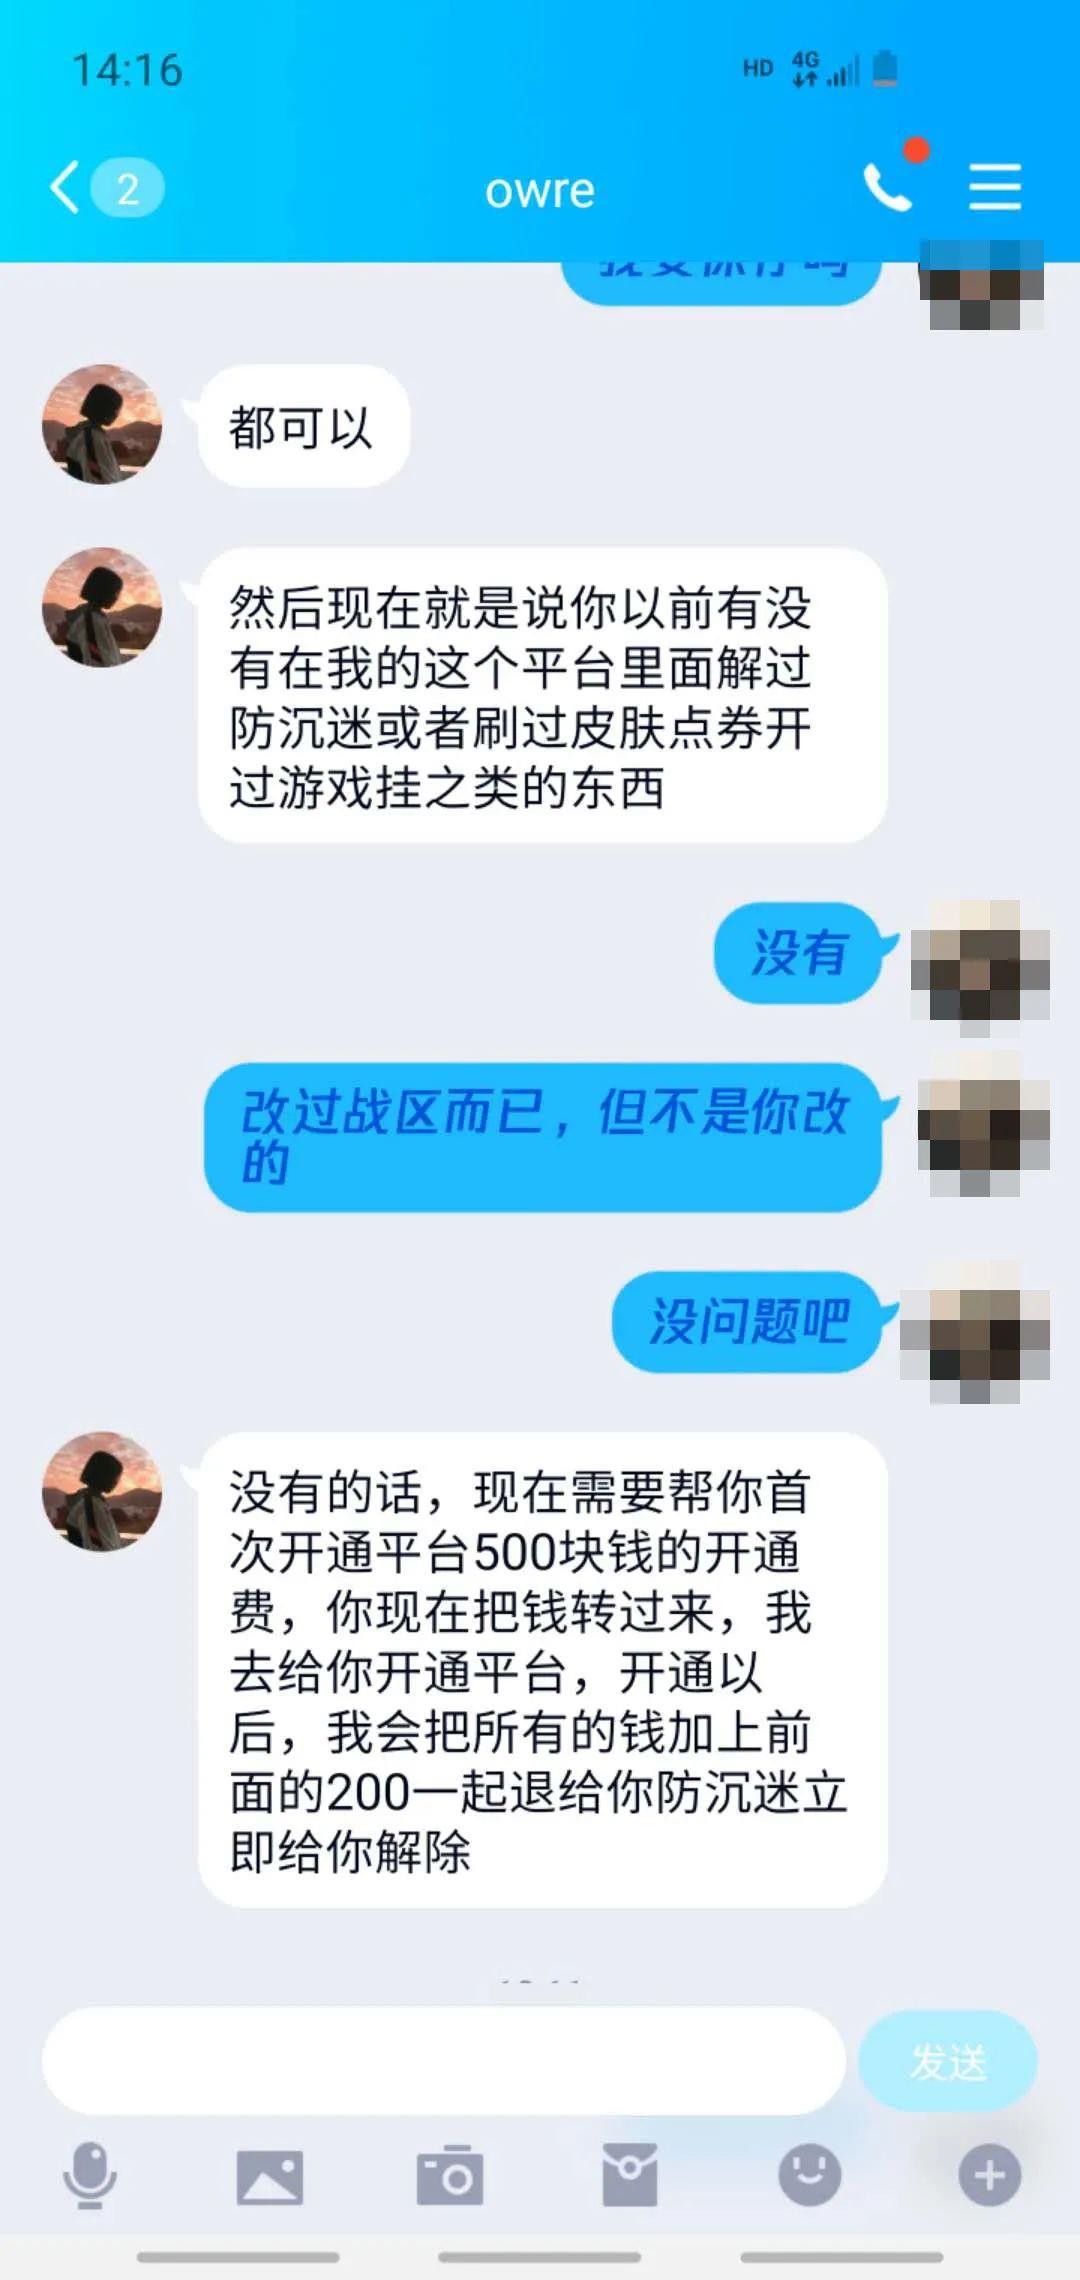 14:16
HD 4G
2
owre
都可以
然后现在就是说你以前有没
有在我的这个平台里面解过
防沉迷或者刷过皮肤点券开
过游戏挂之类的东西
没有
改过战区而已，但不是你改
的
没问题吧
没有的话，现在需要帮你首
次开通平台500块钱的开通
费，你现在把钱转过来，我
去给你开通平台，开通以
后，我会把所有的钱加上前
面的200一起退给你防沉迷立
即给你解除
发送